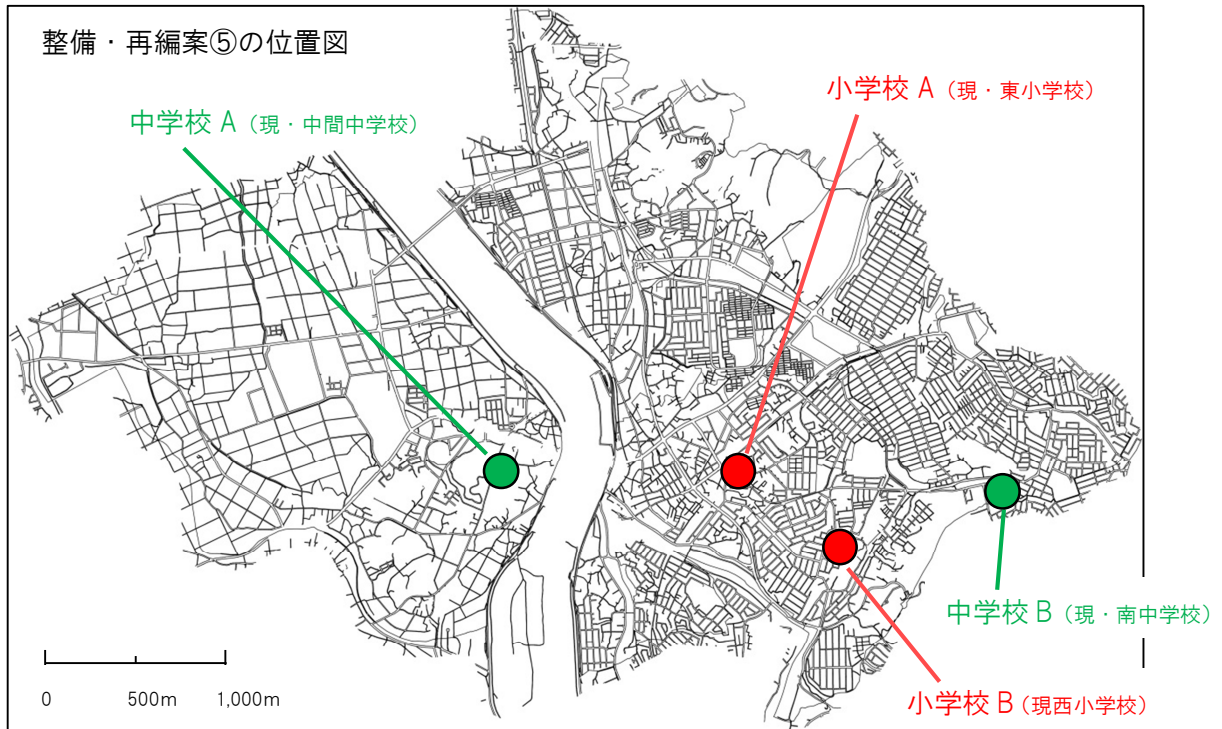 整備・再編案⑤の位置図
小学校 A（現・東小学校）
中学校 A（現・中間中学校）
中学校 B（現・南中学校）
小学校 B（現西小学校）
0 500m 1,000m